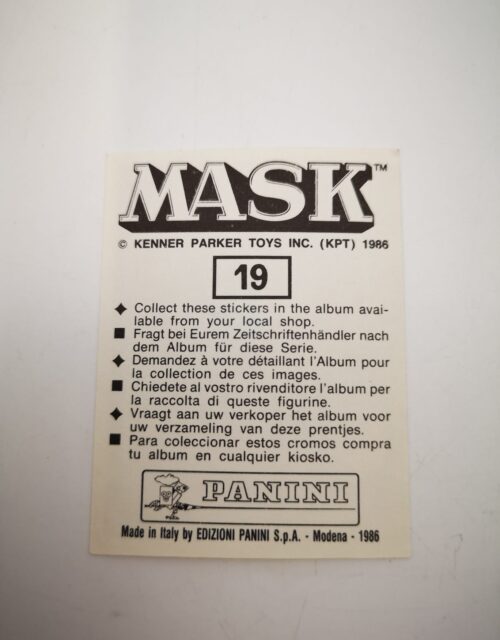 MASK™
© KENNER PARKER TOYS INC. (KPT) 1986
19
✦ Collect these stickers in the album avai-
lable from your local shop.
■ Fragt bei Eurem Zeitschriftenhändler nach
dem Album für diese Serie.
✦ Demandez à votre détaillant l'Album pour
la collection de ces images.
■ Chiedete al vostro rivenditore l'album per
la raccolta di queste figurine.
✦ Vraagt aan uw verkoper het album voor
uw verzameling van deze prentjes.
■ Para coleccionar estos cromos compra
tu album en cualquier kiosko.
PANINI
Made in Italy by EDIZIONI PANINI S.p.A. - Modena - 1986